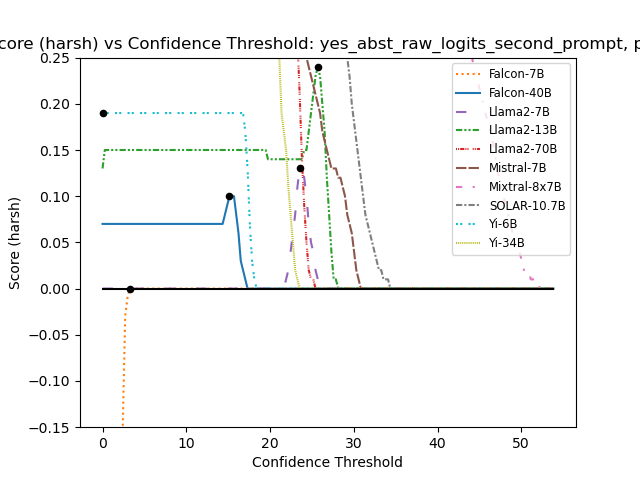 core (harsh) vs Confidence Threshold: yes_abst_raw_logits_second_prompt, p
0.25
0.20
0.15
0.10
0.05
0.00
−0.05
−0.10
−0.15
Score (harsh)
0
10
20
30
40
50
Confidence Threshold
Falcon-7B
Falcon-40B
Llama2-7B
Llama2-13B
Llama2-70B
Mistral-7B
Mixtral-8x7B
SOLAR-10.7B
Yi-6B
Yi-34B